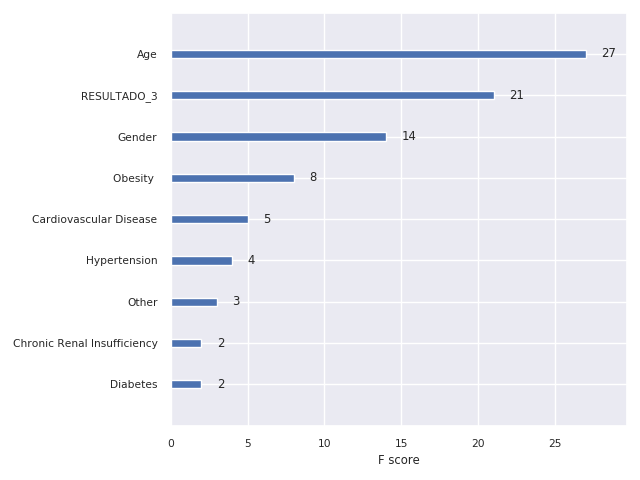 Age 27
RESULTADO_3 21
Gender 14
Obesity 8
Cardiovascular Disease 5
Hypertension 4
Other 3
Chronic Renal Insufficiency 2
Diabetes 2
0 5 10 15 20 25
F score